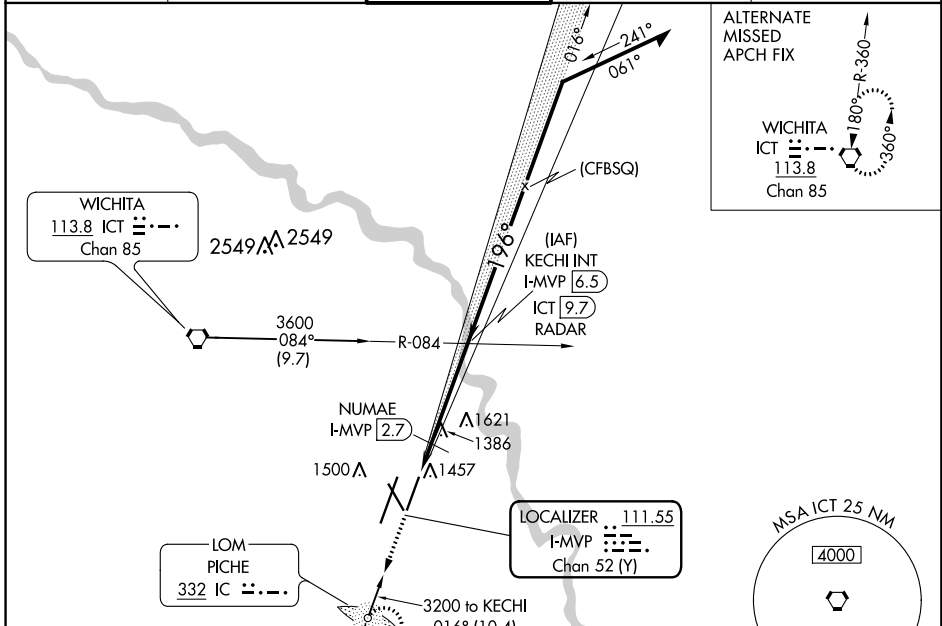 ALTERNATE
MISSED
APCH FIX
R-360
180°
360°
WICHITA
ICT
113.8
Chan 85
016°
241°
061°
(CFBSQ)
196°
WICHITA
113.8 ICT
Chan 85
2549
2549
(IAF)
KECHI INT
I-MVP 6.5
ICT 9.7
RADAR
3600
084°
(9.7)
R-084
NUMAE
I-MVP 2.7
1621
1386
1500
1457
LOCALIZER 111.55
I-MVP
Chan 52 (Y)
LOM
PICHE
332 IC
3200 to KECHI
016° (10.4)
MSA ICT 25 NM
4000